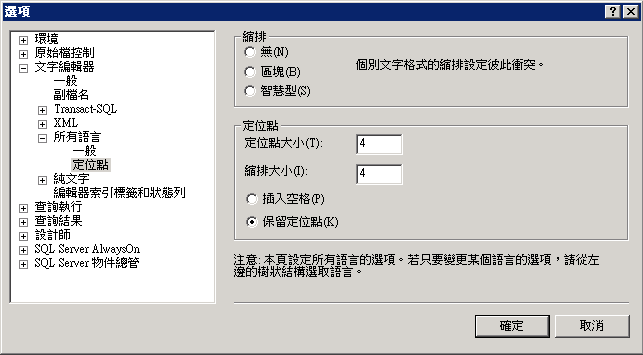 選項
環境
原始檔控制
文字編輯器
一般
副檔名
Transact-SQL
XML
所有語言
一般
定位點
純文字
編輯器索引標籤和狀態列
查詢執行
查詢結果
設計師
SQL Server AlwaysOn
SQL Server 物件總管
縮排
無(N)
區塊(B)
智慧型(S)
個別文字格式的縮排設定彼此衝突。
定位點
定位點大小(T):
4
縮排大小(I):
4
插入空格(P)
保留定位點(K)
注意: 本頁設定所有語言的選項。若只要變更某個語言的選項，請從左
邊的樹狀結構選取語言。
確定
取消